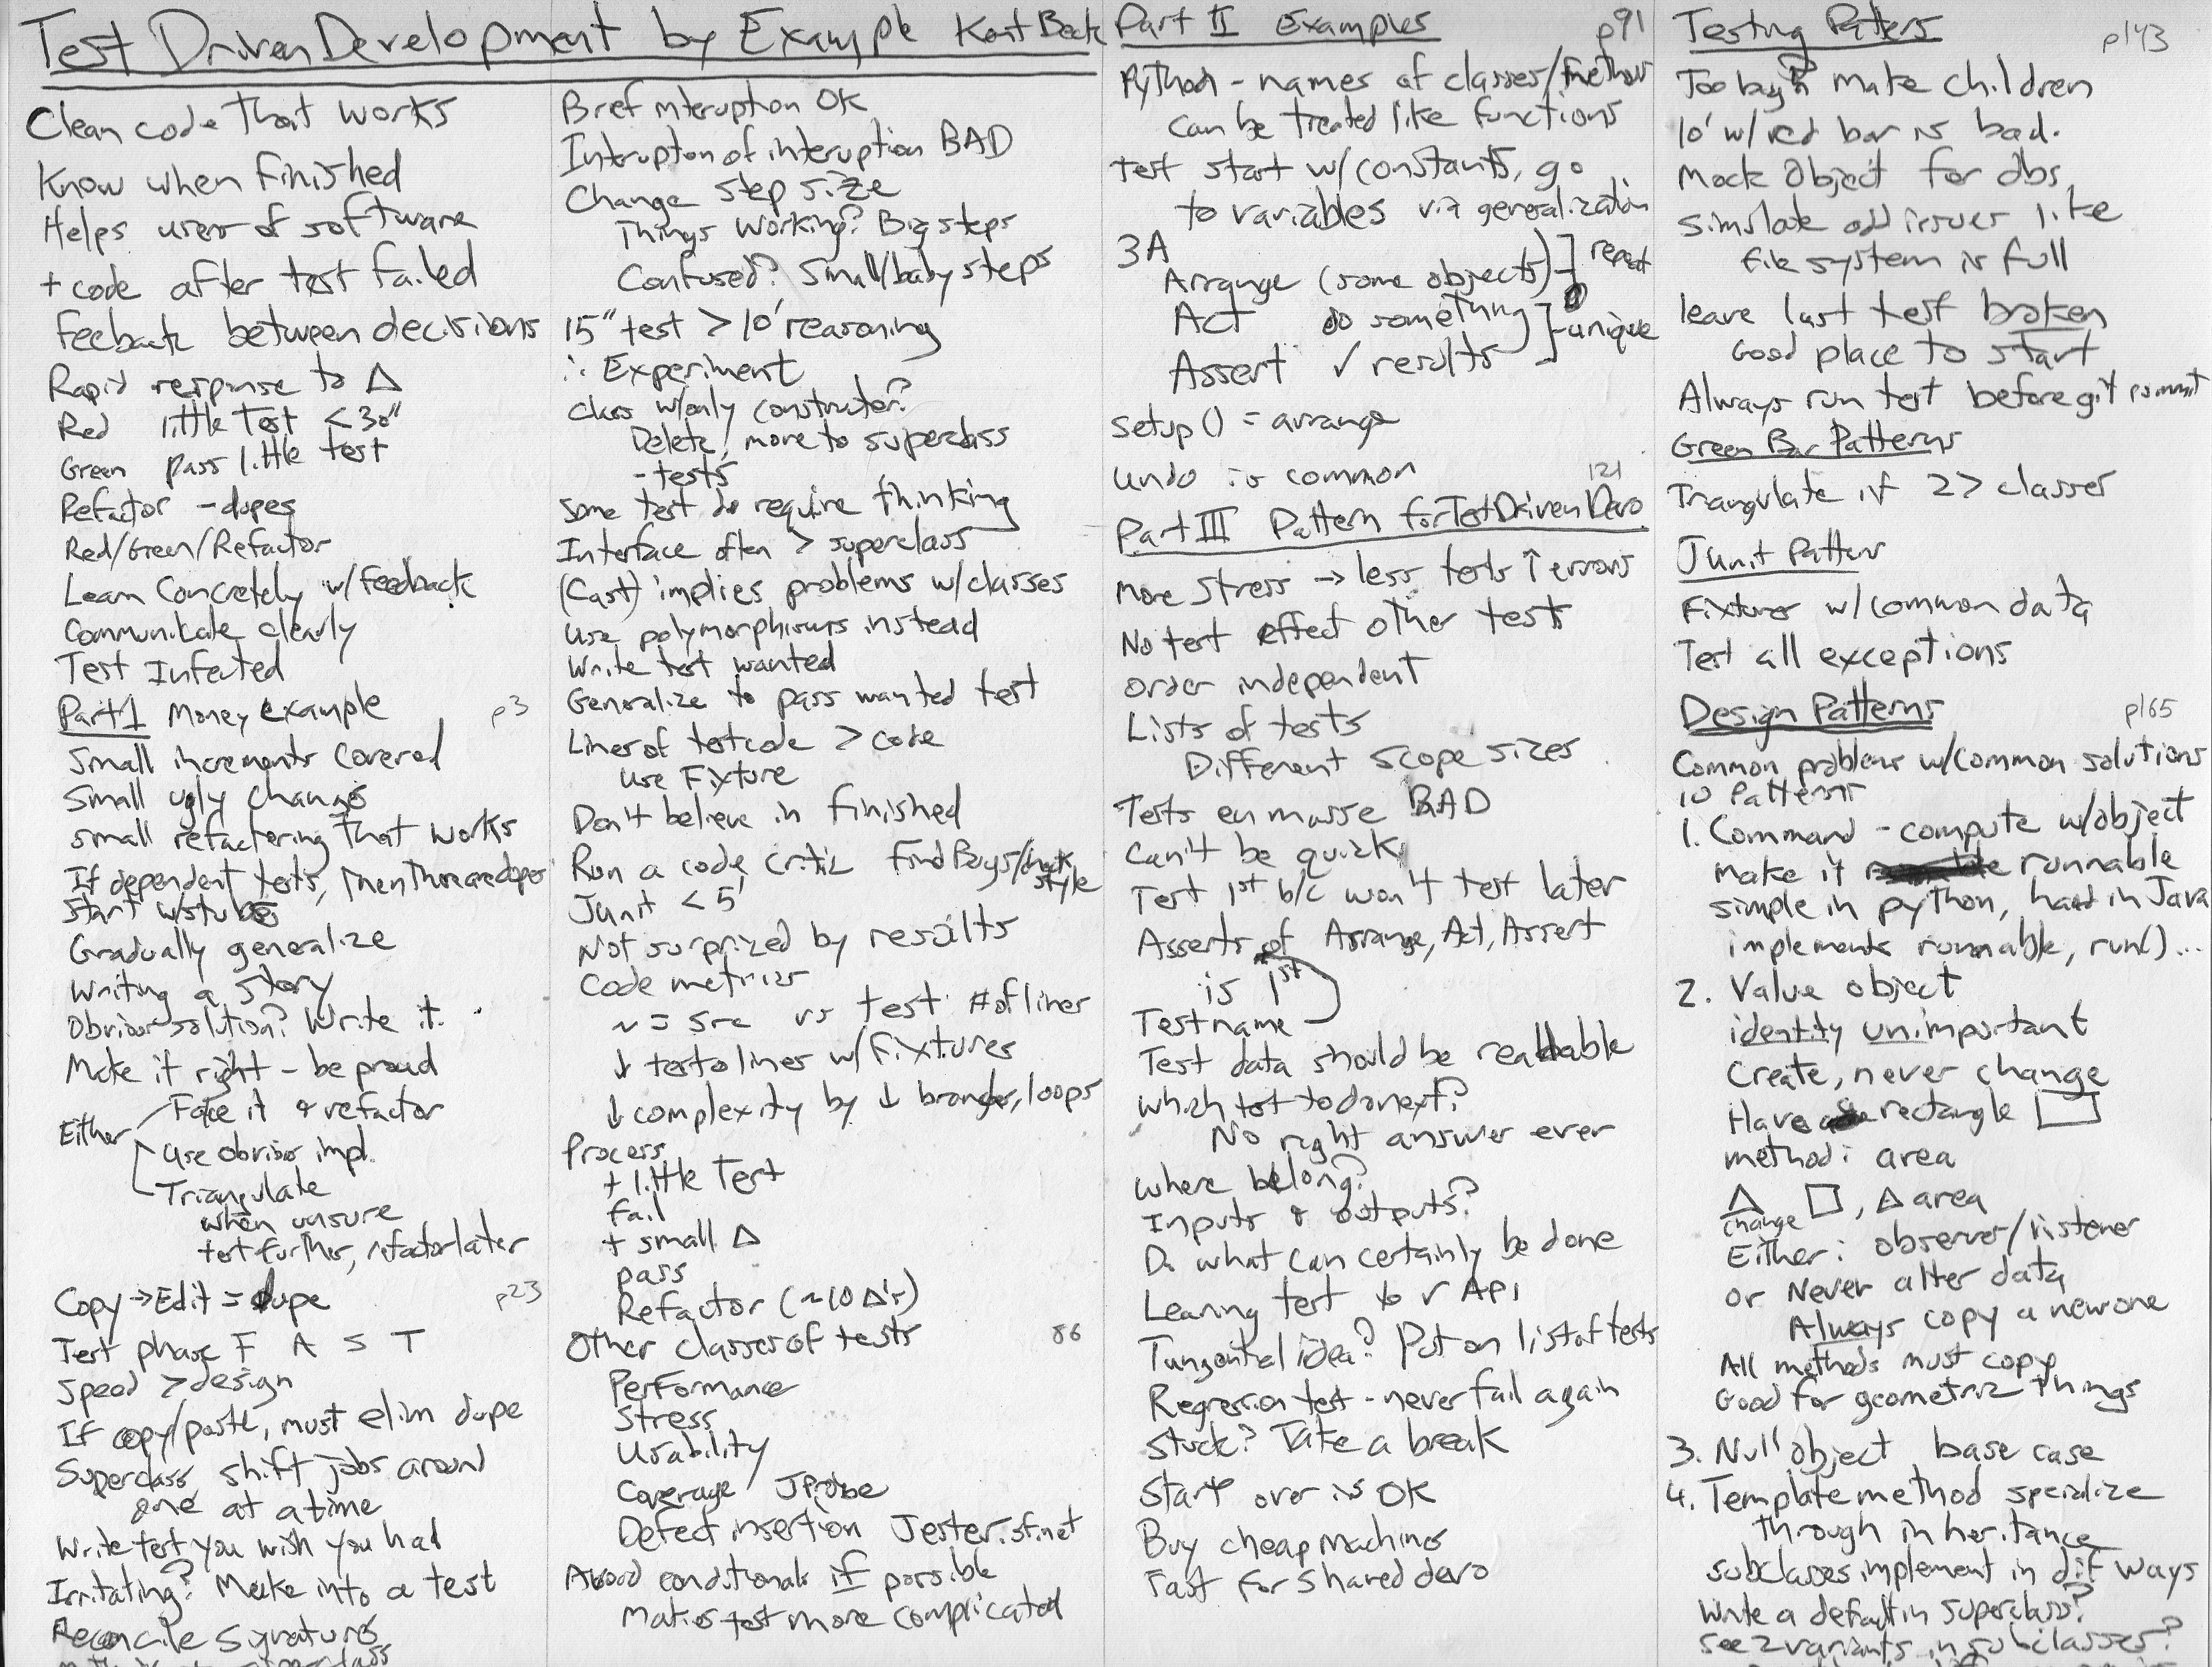 Test Driven Development by Example Kent Beck
Clean code that works
Know when finished
Helps users of software
+ code after test failed
Feeback between decisions
Rapid response to Δ
Red little test < 30"
Green pass little test
Refactor - dupes
Red/Green/Refactor
Learn Concretely w/feedback
Communicate clearly
Test Infected
Part 1 Money example p3
Small increments covered
Small ugly changes
small refactering that works
If dependent tests, then there are dupes
start w/stubs
Gradually generalize
Writing a story
Obvious solution? Write it.
Make it right - be proud
Either Fake it & refactor
Use obvious impl.
Triangulate
when unsure
test further, refactor later
Copy → Edit = dupe p23
Test phase F A S T
Speed > design
If copy/paste, must elim dupe
Superclass shift jobs around
one at a time
Write test you wish you had
Irritating? Make into a test
Reconcile signatures
Bref interuption OK
Intruption of interuption BAD
Change step size
Things working? Big steps
Confused? Small/baby steps
15" test > 10' reasoning
∴ Experiment
class w/only constructor?
Delete, move to superclass
- tests
Some test do require thinking
Interface often > superclass
(Cast) implies problems w/classes
use polymorphisms instead
Write test wanted
Generalize to pass wanted test
Lines of test code > code
use Fixture
Don't believe in finished
Run a code critic FindBugs/check style
Junit < 5'
Not surprized by results
Code metrics
~ = src vs test # of lines
↓ tests lines w/fixtures
↓ complexity by ↓ branches, loops
Process
+ little Test
fail
+ small Δ
pass
Refactor (~10 Δ's)
Other classes of tests 86
Performance
Stress
Usability
Coverage JProbe
Defect insertion Jester.sf.net
Avoid conditionals if possible
Makes test more complicated
Part II Examples p91
Python - names of classes/methods
can be treated like functions
test start w/constants, go
to variables via generalization
3A
Arrange (some objects) repeat
Act do something unique
Assert ✓ results
setup() = arrange
undo is common
121
Part III Pattern for Test Driven Devo
More stress → less tests ↑ errors
No test effect other tests
order independent
Lists of tests
Different scope sizes
Tests en masse BAD
Can't be quick
Test 1st b/c won't test later
Asserts of Arrange, Act, Assert
is 1st
Test name
Test data should be readable
Which test to do next?
No right answer ever
Where belong?
Inputs & outputs?
Do what can certainly be done
Learning test to ✓ API
Tangential idea? Put on list of tests
Regression test - never fail again
Stuck? Take a break
Start over is OK
Buy cheap machines
Fast for shared devo
Testing Patterns p143
Too big? make children
10' w/red bar is bad.
Mock Object for dbs
Simulate odd issues like
file system is full
leave last test broken
Good place to start
Always run test before git commit
Green Bar Patterns
Triangulate if 2> classes
Junit Pattern
Fixtures w/common data
Test all exceptions
Design Patterns p165
Common problems w/common solutions
10 Patterns
1. Command - compute w/object
make it runnable
simple in python, hard in Java
implements runnable, run()...
2. Value object
identity unimportant
Create, never change
Have rectangle
method: area
Δ change □, Δ area
Either: observer/listener
or Never alter data
Always copy a new one
All methods must copy
Good for geometric things
3. Null object base case
4. Template method specialize
through inheritance
subclasses implement in dif ways
Write a default in superclass?
see 2 variants in subclasses?